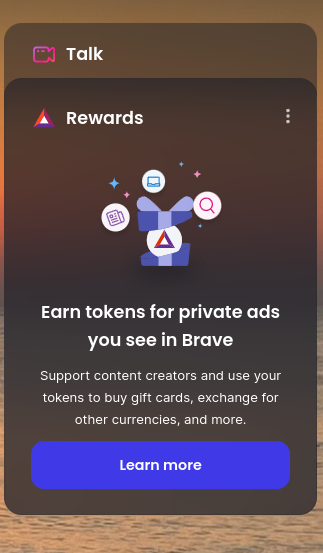 Talk
Rewards
Earn tokens for private ads
you see in Brave
Support content creators and use your
tokens to buy gift cards, exchange for
other currencies, and more.
Learn more